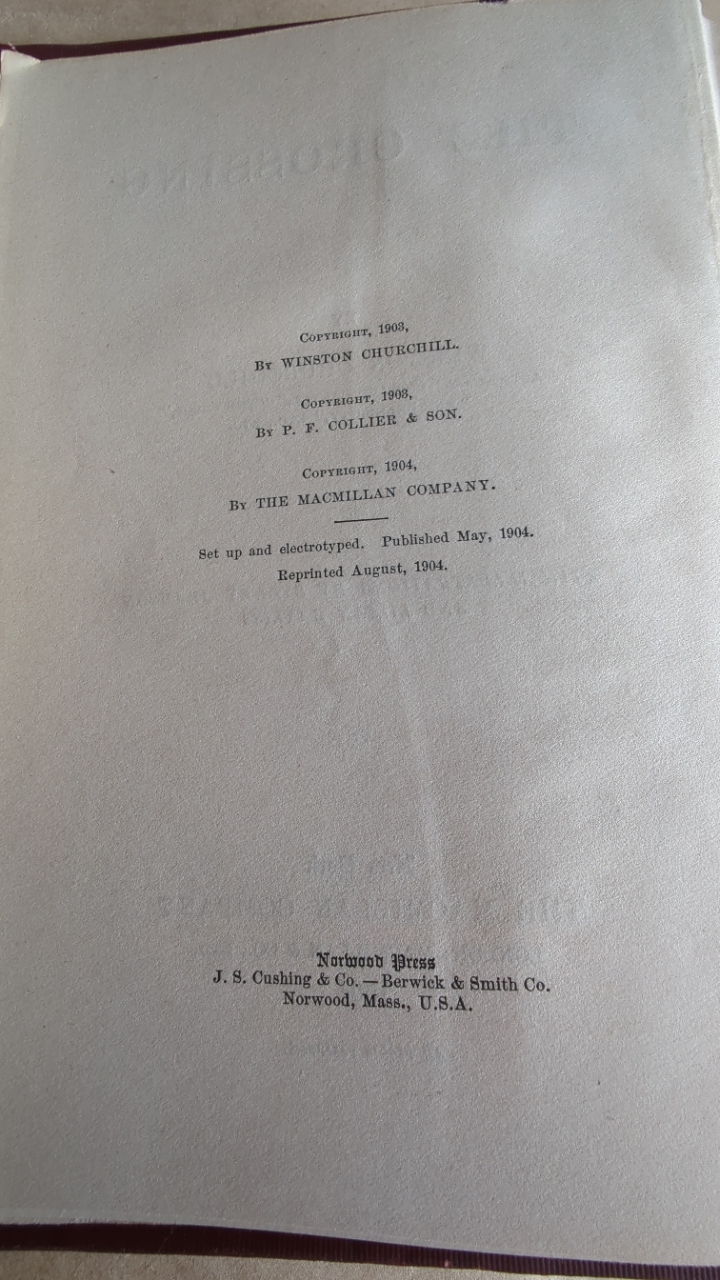 COPYRIGHT, 1903,
BY WINSTON CHURCHILL.
COPYRIGHT, 1903,
BY P. F. COLLIER & SON.
COPYRIGHT, 1904,
BY THE MACMILLAN COMPANY.
Set up and electrotyped. Published May, 1904.
Reprinted August, 1904.
Norwood Press
J. S. Cushing & Co. — Berwick & Smith Co.
Norwood, Mass., U.S.A.